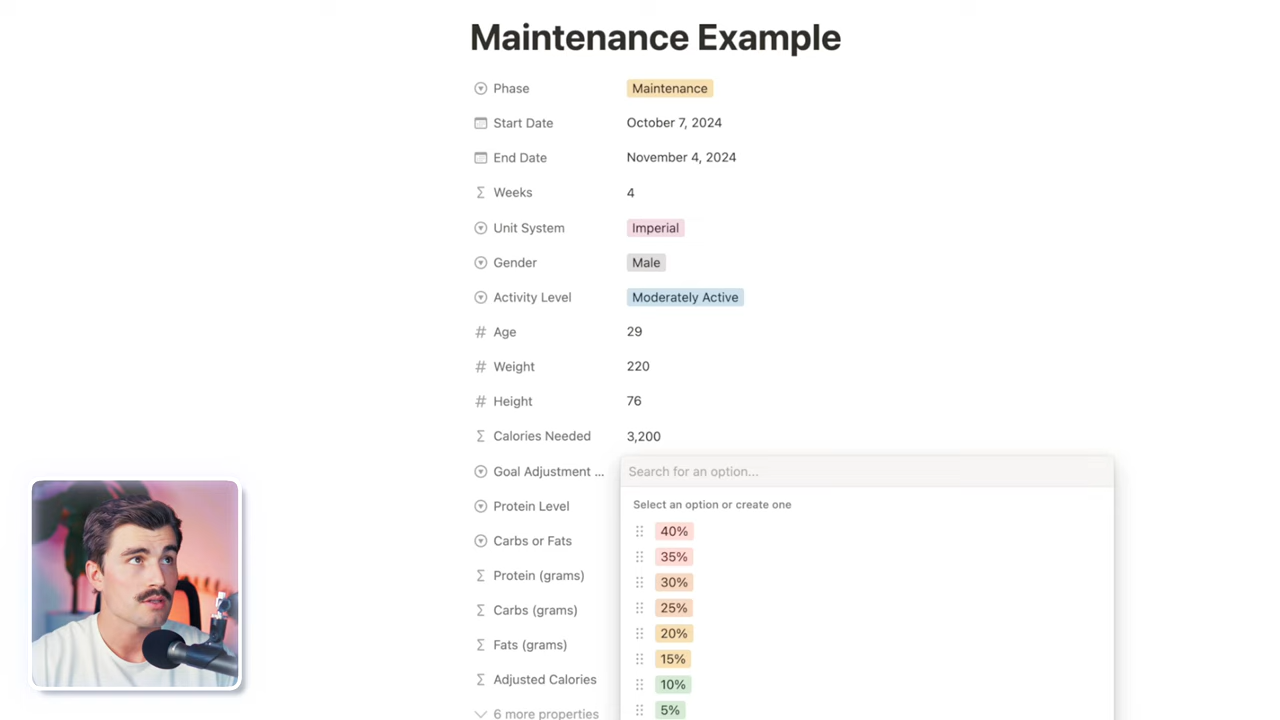 Maintenance Example
Phase Maintenance
Start Date October 7, 2024
End Date November 4, 2024
Weeks 4
Unit System Imperial
Gender Male
Activity Level Moderately Active
Age 29
Weight 220
Height 76
Calories Needed 3,200
Goal Adjustment ... Search for an option...
Select an option or create one
Protein Level
40%
Carbs or Fats
35%
Protein (grams)
30%
Carbs (grams)
25%
20%
Fats (grams)
15%
Adjusted Calories
10%
6 more properties
5%